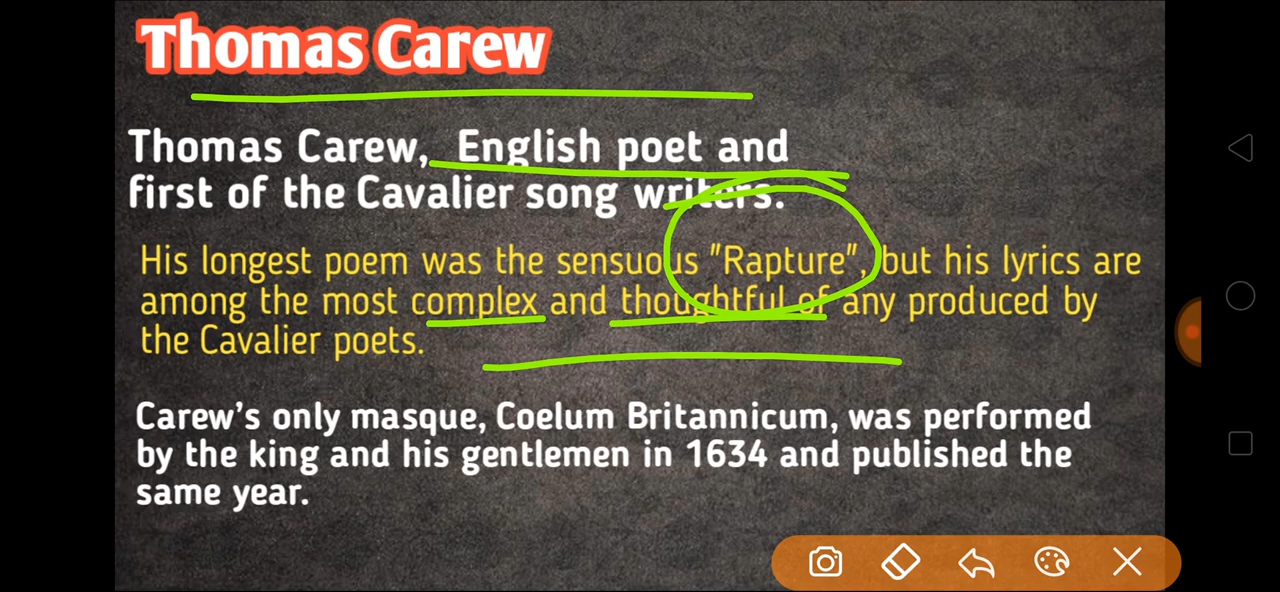 Thomas Carew
Thomas Carew, English poet and
first of the Cavalier song writers.
His longest poem was the sensuous "Rapture", but his lyrics are
among the most complex and thoughtful of any produced by
the Cavalier poets.
Carew's only masque, Coelum Britannicum, was performed
by the king and his gentlemen in 1634 and published the
same year.